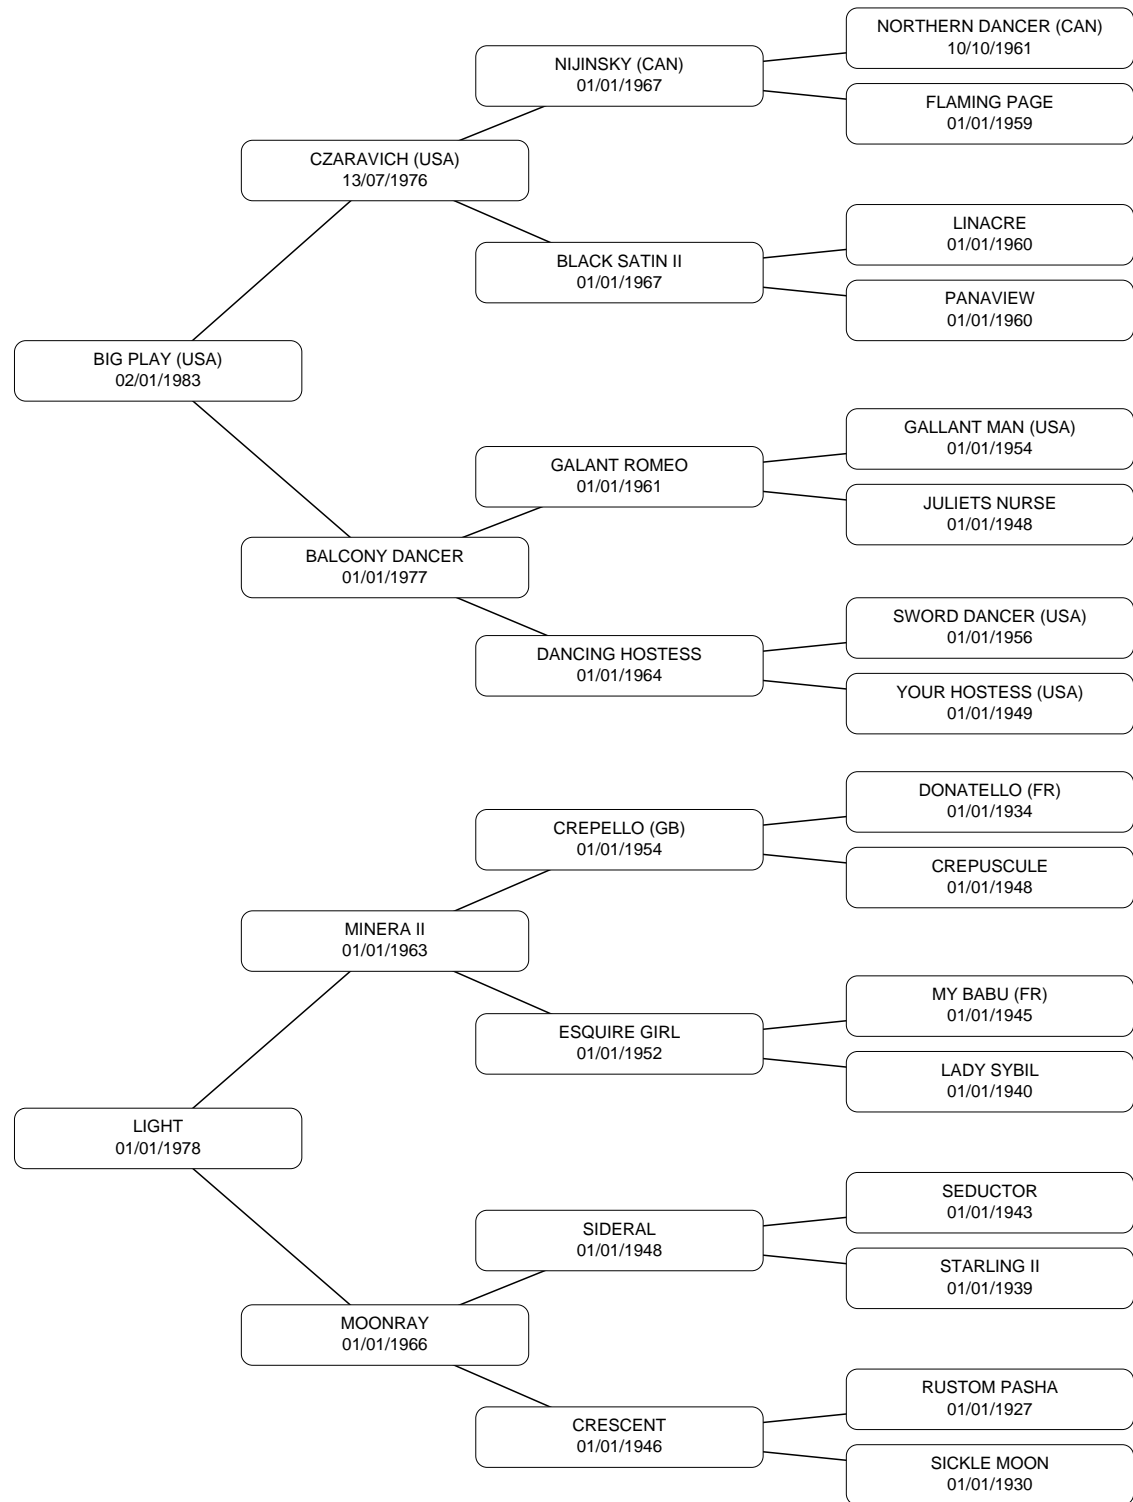 NORTHERN DANCER (CAN)
10/10/1961
NIJINSKY (CAN)
01/01/1967
FLAMING PAGE
01/01/1959
CZARAVICH (USA)
13/07/1976
LINACRE
01/01/1960
BLACK SATIN II
01/01/1967
PANAVIEW
01/01/1960
BIG PLAY (USA)
02/01/1983
GALLANT MAN (USA)
01/01/1954
GALANT ROMEO
01/01/1961
JULIETS NURSE
01/01/1948
BALCONY DANCER
01/01/1977
SWORD DANCER (USA)
01/01/1956
DANCING HOSTESS
01/01/1964
YOUR HOSTESS (USA)
01/01/1949
DONATELLO (FR)
01/01/1934
CREPELLO (GB)
01/01/1954
CREPUSCULE
01/01/1948
MINERA II
01/01/1963
MY BABU (FR)
01/01/1945
ESQUIRE GIRL
01/01/1952
LADY SYBIL
01/01/1940
LIGHT
01/01/1978
SEDUCTOR
01/01/1943
SIDERAL
01/01/1948
STARLING II
01/01/1939
MOONRAY
01/01/1966
RUSTOM PASHA
01/01/1927
CRESCENT
01/01/1946
SICKLE MOON
01/01/1930